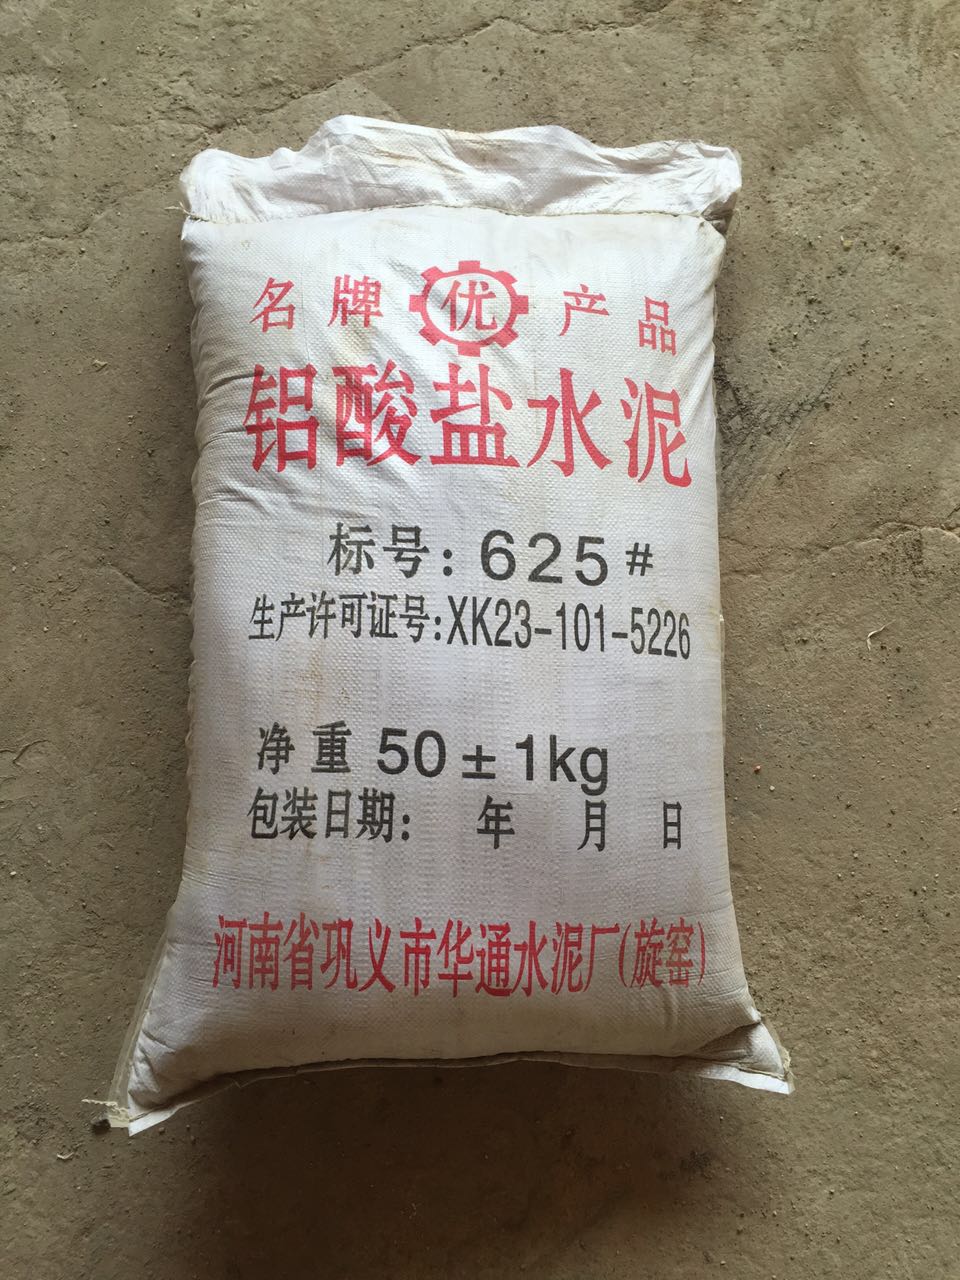 名牌优产品
铝酸盐水泥
标号:625#
生产许可证号:XK23-101-5226
净重 50±1kg
包装日期: 年 月 日
河南省巩义市华通水泥厂(旋窑)